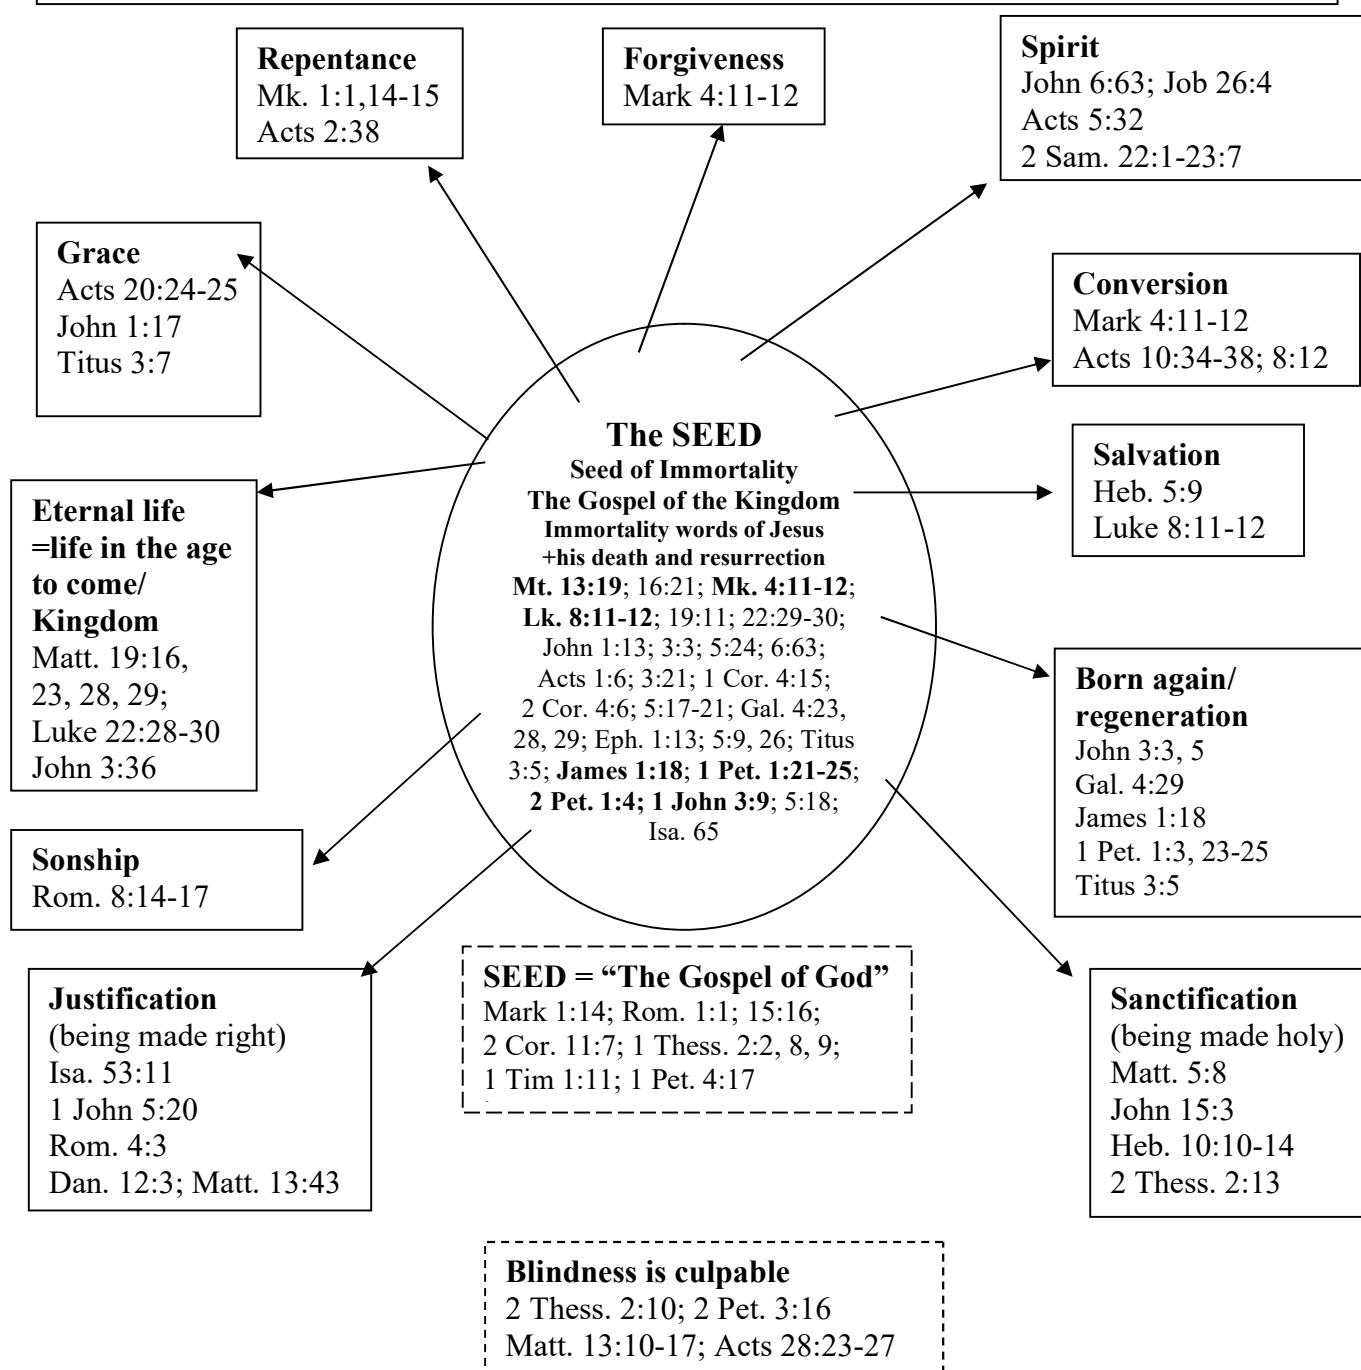 Repentance
Mk. 1:1,14-15
Acts 2:38
Forgiveness
Mark 4:11-12
Spirit
John 6:63; Job 26:4
Acts 5:32
2 Sam. 22:1-23:7
Grace
Acts 20:24-25
John 1:17
Titus 3:7
Conversion
Mark 4:11-12
Acts 10:34-38; 8:12
The SEED
Seed of Immortality
The Gospel of the Kingdom
Immortality words of Jesus
+his death and resurrection
Mt. 13:19; 16:21; Mk. 4:11-12;
Lk. 8:11-12; 19:11; 22:29-30;
John 1:13; 3:3; 5:24; 6:63;
Acts 1:6; 3:21; 1 Cor. 4:15;
2 Cor. 4:6; 5:17-21; Gal. 4:23,
28, 29; Eph. 1:13; 5:9, 26; Titus
3:5; James 1:18; 1 Pet. 1:21-25;
2 Pet. 1:4; 1 John 3:9; 5:18;
Isa. 65
Salvation
Heb. 5:9
Luke 8:11-12
Eternal life
=life in the age
to come/
Kingdom
Matt. 19:16,
23, 28, 29;
Luke 22:28-30
John 3:36
Born again/
regeneration
John 3:3, 5
Gal. 4:29
James 1:18
1 Pet. 1:3, 23-25
Titus 3:5
Sonship
Rom. 8:14-17
Justification
(being made right)
Isa. 53:11
1 John 5:20
Rom. 4:3
Dan. 12:3; Matt. 13:43
SEED = “The Gospel of God”
Mark 1:14; Rom. 1:1; 15:16;
2 Cor. 11:7; 1 Thess. 2:2, 8, 9;
1 Tim 1:11; 1 Pet. 4:17
Sanctification
(being made holy)
Matt. 5:8
John 15:3
Heb. 10:10-14
2 Thess. 2:13
Blindness is culpable
2 Thess. 2:10; 2 Pet. 3:16
Matt. 13:10-17; Acts 28:23-27